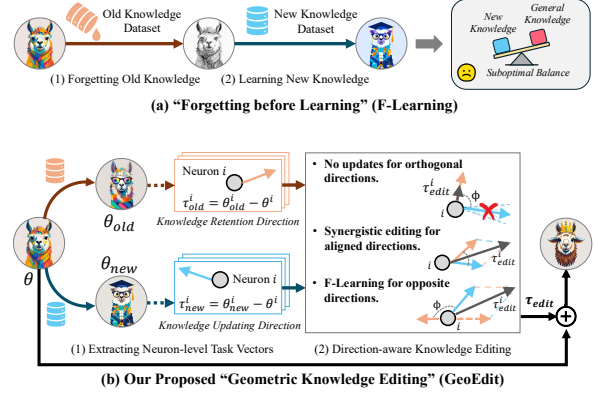 Old Knowledge
Dataset
New Knowledge
Dataset
(1) Forgetting Old Knowledge
(2) Learning New Knowledge
New
Knowledge
General
Knowledge
Suboptimal Balance
(a) “Forgetting before Learning” (F-Learning)
θ
θ_old
θ_new
Neuron i
τ^i_old = θ^i_old − θ^i
Knowledge Retention Direction
Neuron i
τ^i_new = θ^i_new − θ^i
Knowledge Updating Direction
(1) Extracting Neuron-level Task Vectors
• No updates for orthogonal
directions.
τ^i_edit
ϕ
i
• Synergistic editing for
aligned directions.
i
τ^i_edit
• F-Learning for opposite
directions.
ϕ
i
τ^i_edit
(2) Direction-aware Knowledge Editing
τ_edit
+
(b) Our Proposed “Geometric Knowledge Editing” (GeoEdit)